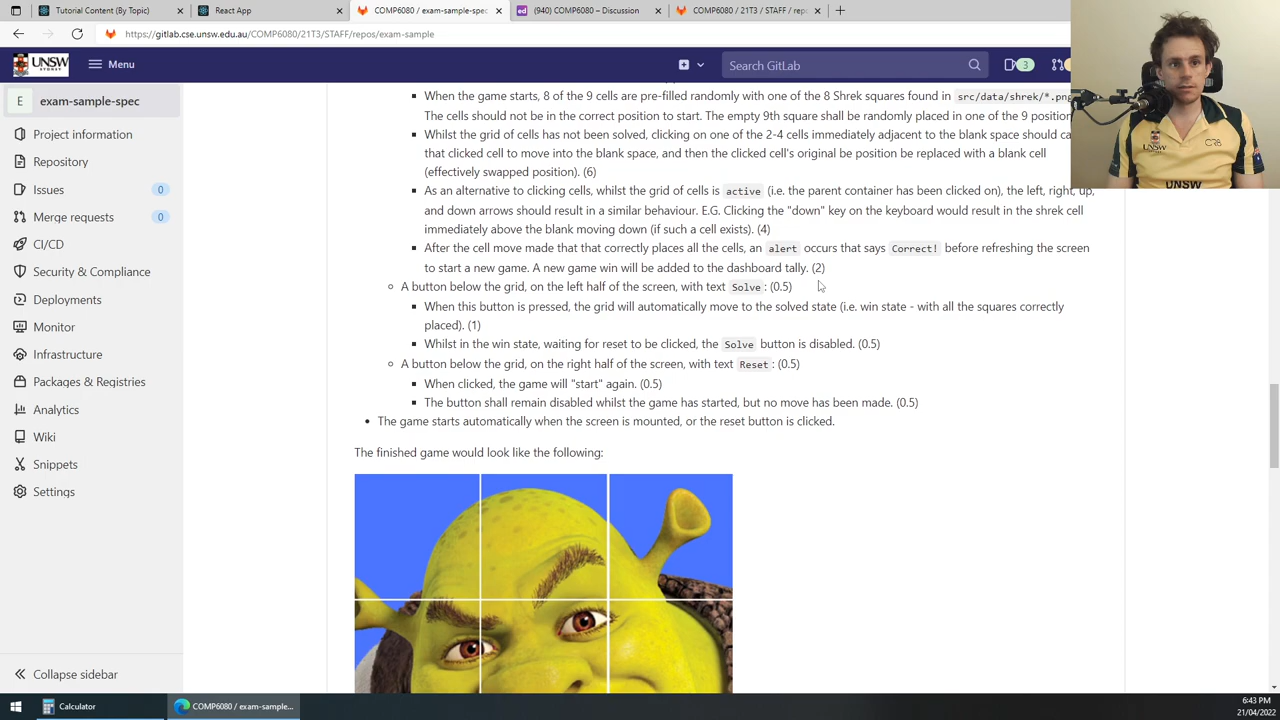 Tutorial Content (By Topic)
React App
COMP6080 / exam-sample-spec
(940) COMP6080 – Discussion
COMP6080 / 21T3 / STAFF / repo
https://gitlab.cse.unsw.edu.au/COMP6080/21T3/STAFF/repos/exam-sample
UNSW
SYDNEY
Menu
Search GitLab
3
E
exam-sample-spec
Project information
Repository
Issues
0
Merge requests
0
CI/CD
Security & Compliance
Deployments
Monitor
Infrastructure
Packages & Registries
Analytics
Wiki
Snippets
Settings
Collapse sidebar
When the game starts, 8 of the 9 cells are pre-filled randomly with one of the 8 Shrek squares found in src/data/shrek/*.png
The cells should not be in the correct position to start. The empty 9th square shall be randomly placed in one of the 9 position
Whilst the grid of cells has not been solved, clicking on one of the 2-4 cells immediately adjacent to the blank space should ca
that clicked cell to move into the blank space, and then the clicked cell's original be position be replaced with a blank cell
(effectively swapped position). (6)
As an alternative to clicking cells, whilst the grid of cells is active (i.e. the parent container has been clicked on), the left, right, up,
and down arrows should result in a similar behaviour. E.G. Clicking the "down" key on the keyboard would result in the shrek cell
immediately above the blank moving down (if such a cell exists). (4)
After the cell move made that that correctly places all the cells, an alert occurs that says Correct! before refreshing the screen
to start a new game. A new game win will be added to the dashboard tally. (2)
A button below the grid, on the left half of the screen, with text Solve : (0.5)
When this button is pressed, the grid will automatically move to the solved state (i.e. win state - with all the squares correctly
placed). (1)
Whilst in the win state, waiting for reset to be clicked, the Solve button is disabled. (0.5)
A button below the grid, on the right half of the screen, with text Reset : (0.5)
When clicked, the game will "start" again. (0.5)
The button shall remain disabled whilst the game has started, but no move has been made. (0.5)
The game starts automatically when the screen is mounted, or the reset button is clicked.
The finished game would look like the following:
UNSW
Calculator
COMP6080 / exam-sample...
6:43 PM
21/04/2022